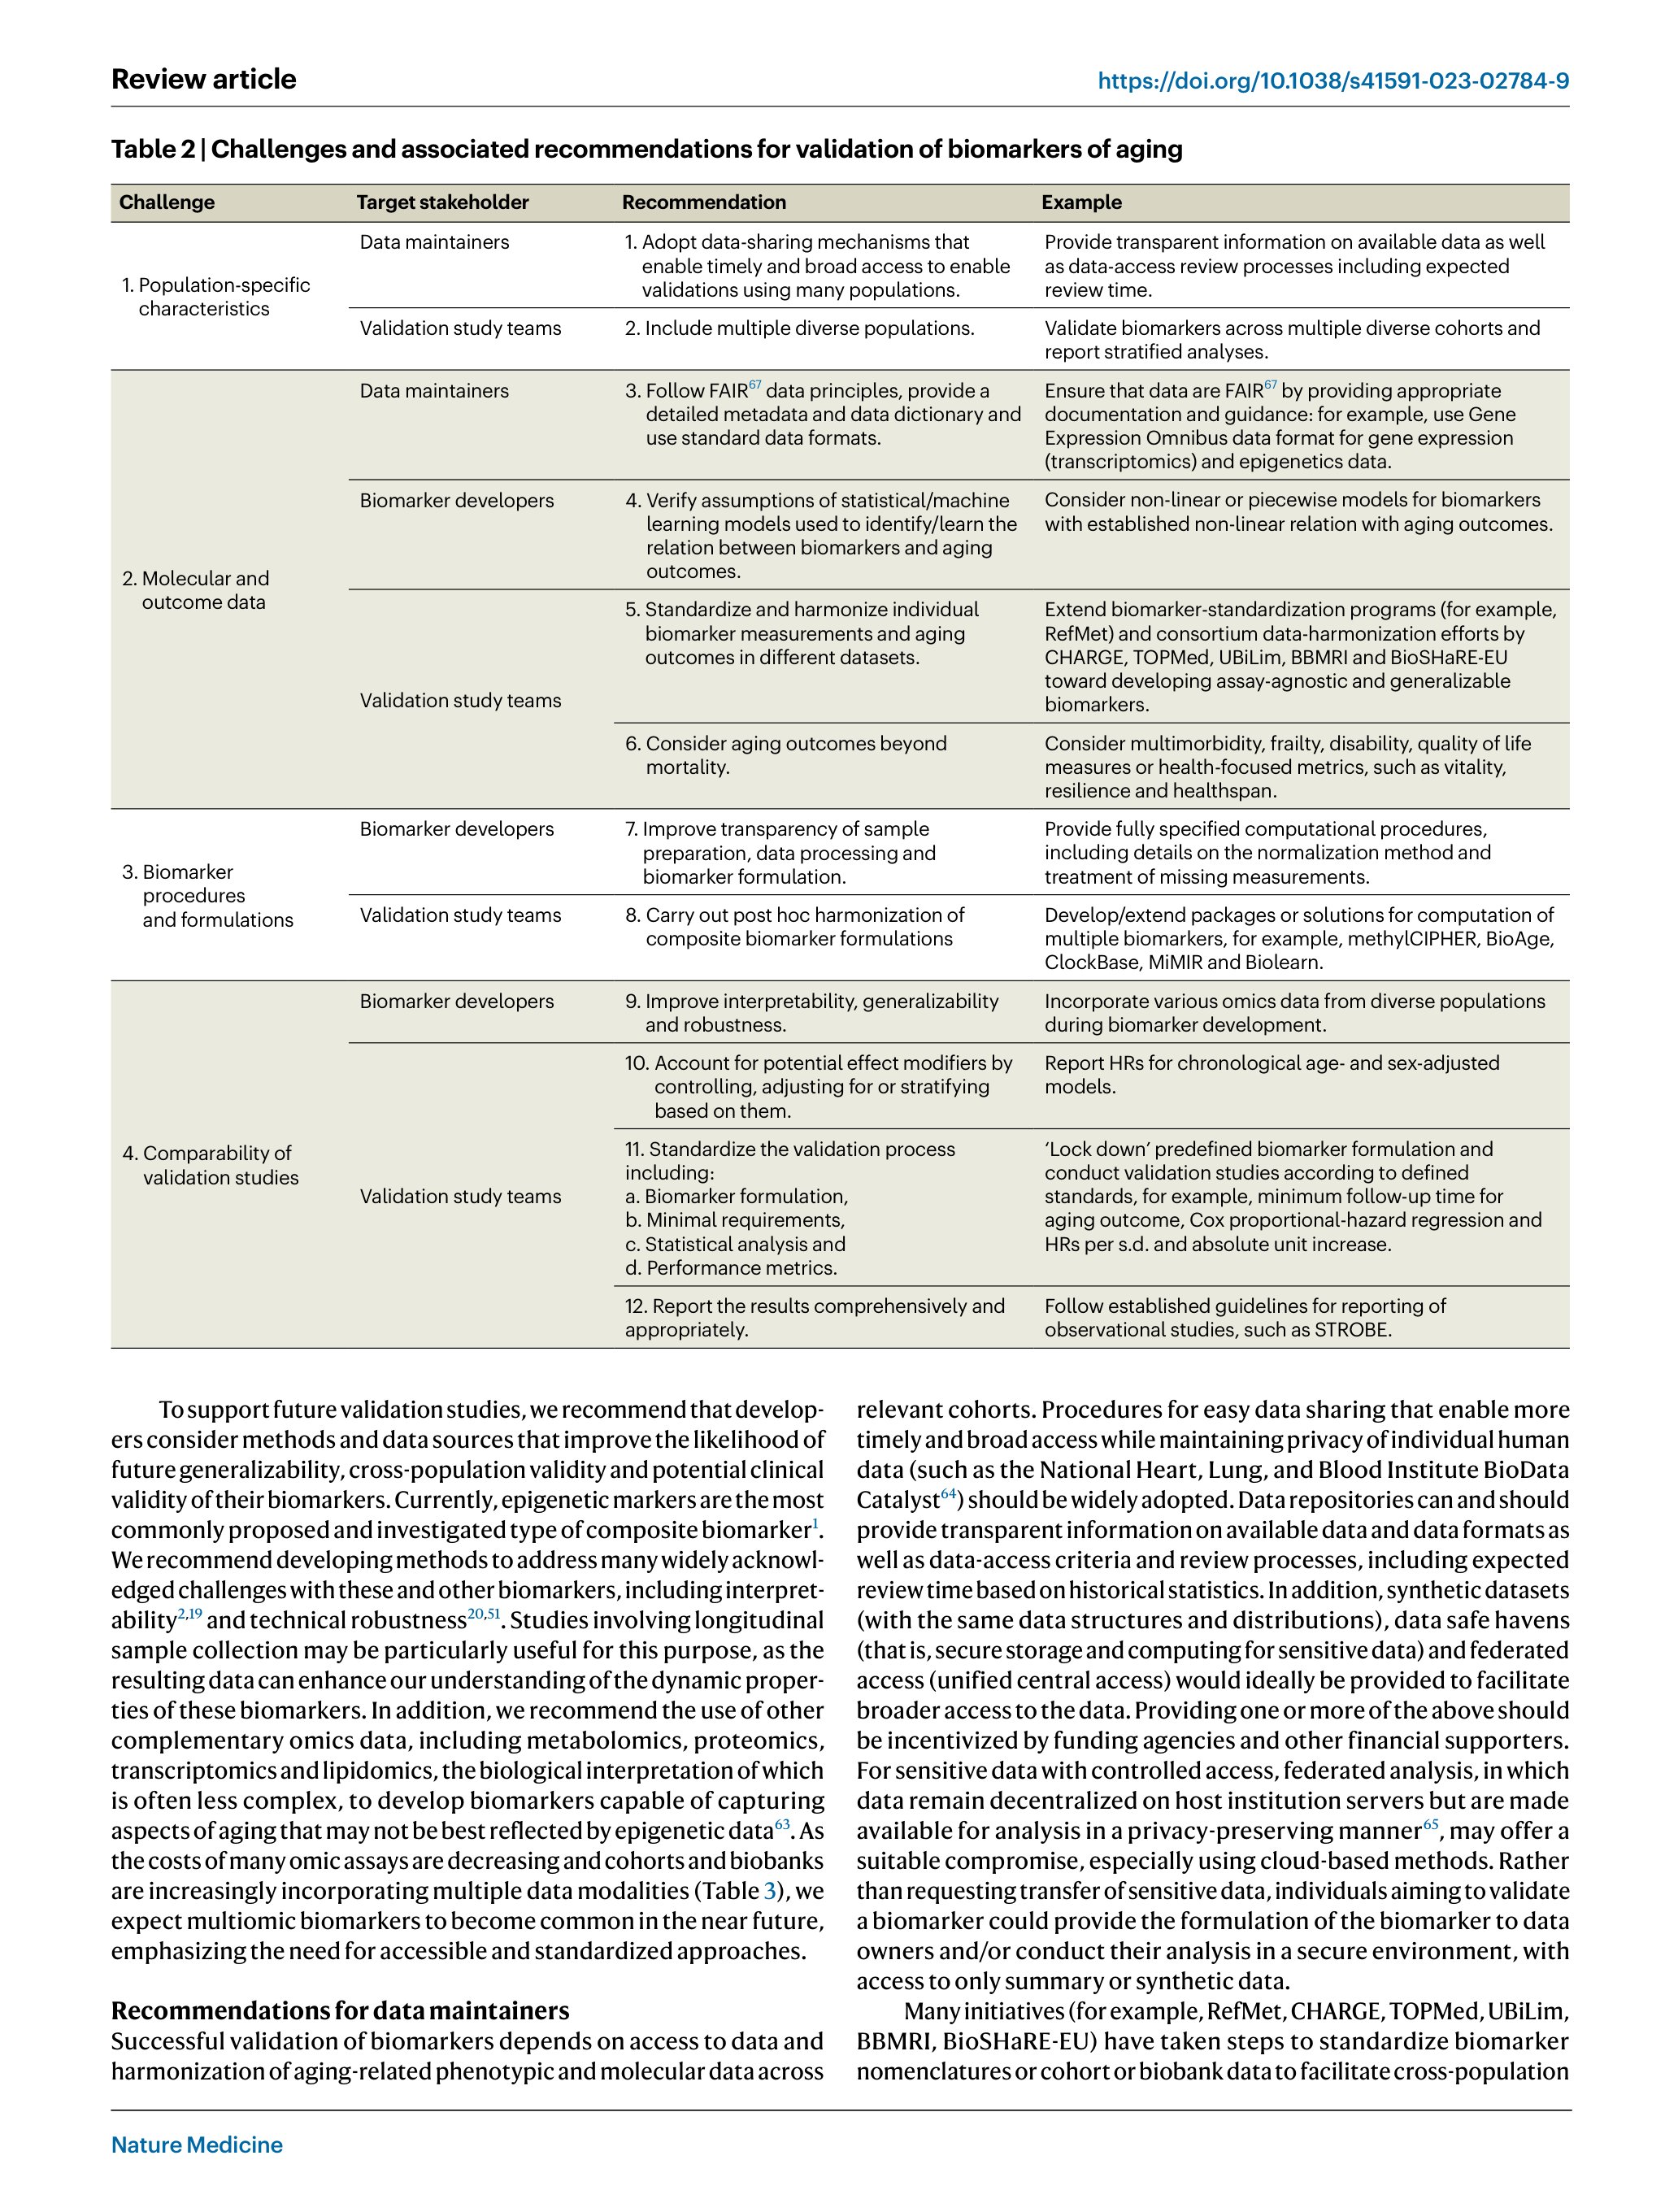 Review article
https://doi.org/10.1038/s41591-023-02784-9
Table 2 | Challenges and associated recommendations for validation of biomarkers of aging
Challenge
Target stakeholder
Recommendation
Example
1. Population-specific
characteristics
Data maintainers
1. Adopt data-sharing mechanisms that
enable timely and broad access to enable
validations using many populations.
Provide transparent information on available data as well
as data-access review processes including expected
review time.
Validation study teams
2. Include multiple diverse populations.
Validate biomarkers across multiple diverse cohorts and
report stratified analyses.
2. Molecular and
outcome data
Data maintainers
3. Follow FAIR67 data principles, provide a
detailed metadata and data dictionary and
use standard data formats.
Ensure that data are FAIR67 by providing appropriate
documentation and guidance: for example, use Gene
Expression Omnibus data format for gene expression
(transcriptomics) and epigenetics data.
Biomarker developers
4. Verify assumptions of statistical/machine
learning models used to identify/learn the
relation between biomarkers and aging
outcomes.
Consider non-linear or piecewise models for biomarkers
with established non-linear relation with aging outcomes.
Validation study teams
5. Standardize and harmonize individual
biomarker measurements and aging
outcomes in different datasets.
Extend biomarker-standardization programs (for example,
RefMet) and consortium data-harmonization efforts by
CHARGE, TOPMed, UBiLim, BBMRI and BioSHaRE-EU
toward developing assay-agnostic and generalizable
biomarkers.
6. Consider aging outcomes beyond
mortality.
Consider multimorbidity, frailty, disability, quality of life
measures or health-focused metrics, such as vitality,
resilience and healthspan.
3. Biomarker
procedures
and formulations
Biomarker developers
7. Improve transparency of sample
preparation, data processing and
biomarker formulation.
Provide fully specified computational procedures,
including details on the normalization method and
treatment of missing measurements.
Validation study teams
8. Carry out post hoc harmonization of
composite biomarker formulations
Develop/extend packages or solutions for computation of
multiple biomarkers, for example, methylCIPHER, BioAge,
ClockBase, MiMIR and Biolearn.
4. Comparability of
validation studies
Biomarker developers
9. Improve interpretability, generalizability
and robustness.
Incorporate various omics data from diverse populations
during biomarker development.
Validation study teams
10. Account for potential effect modifiers by
controlling, adjusting for or stratifying
based on them.
Report HRs for chronological age- and sex-adjusted
models.
11. Standardize the validation process
including:
a. Biomarker formulation,
b. Minimal requirements,
c. Statistical analysis and
d. Performance metrics.
‘Lock down’ predefined biomarker formulation and
conduct validation studies according to defined
standards, for example, minimum follow-up time for
aging outcome, Cox proportional-hazard regression and
HRs per s.d. and absolute unit increase.
12. Report the results comprehensively and
appropriately.
Follow established guidelines for reporting of
observational studies, such as STROBE.
To support future validation studies, we recommend that develop-
ers consider methods and data sources that improve the likelihood of
future generalizability, cross-population validity and potential clinical
validity of their biomarkers. Currently, epigenetic markers are the most
commonly proposed and investigated type of composite biomarker1.
We recommend developing methods to address many widely acknowl-
edged challenges with these and other biomarkers, including interpret-
ability2,19 and technical robustness20,51. Studies involving longitudinal
sample collection may be particularly useful for this purpose, as the
resulting data can enhance our understanding of the dynamic proper-
ties of these biomarkers. In addition, we recommend the use of other
complementary omics data, including metabolomics, proteomics,
transcriptomics and lipidomics, the biological interpretation of which
is often less complex, to develop biomarkers capable of capturing
aspects of aging that may not be best reflected by epigenetic data63. As
the costs of many omic assays are decreasing and cohorts and biobanks
are increasingly incorporating multiple data modalities (Table 3), we
expect multiomic biomarkers to become common in the near future,
emphasizing the need for accessible and standardized approaches.
Recommendations for data maintainers
Successful validation of biomarkers depends on access to data and
harmonization of aging-related phenotypic and molecular data across
relevant cohorts. Procedures for easy data sharing that enable more
timely and broad access while maintaining privacy of individual human
data (such as the National Heart, Lung, and Blood Institute BioData
Catalyst64) should be widely adopted. Data repositories can and should
provide transparent information on available data and data formats as
well as data-access criteria and review processes, including expected
review time based on historical statistics. In addition, synthetic datasets
(with the same data structures and distributions), data safe havens
(that is, secure storage and computing for sensitive data) and federated
access (unified central access) would ideally be provided to facilitate
broader access to the data. Providing one or more of the above should
be incentivized by funding agencies and other financial supporters.
For sensitive data with controlled access, federated analysis, in which
data remain decentralized on host institution servers but are made
available for analysis in a privacy-preserving manner65, may offer a
suitable compromise, especially using cloud-based methods. Rather
than requesting transfer of sensitive data, individuals aiming to validate
a biomarker could provide the formulation of the biomarker to data
owners and/or conduct their analysis in a secure environment, with
access to only summary or synthetic data.
Many initiatives (for example, RefMet, CHARGE, TOPMed, UBiLim,
BBMRI, BioSHaRE-EU) have taken steps to standardize biomarker
nomenclatures or cohort or biobank data to facilitate cross-population
Nature Medicine